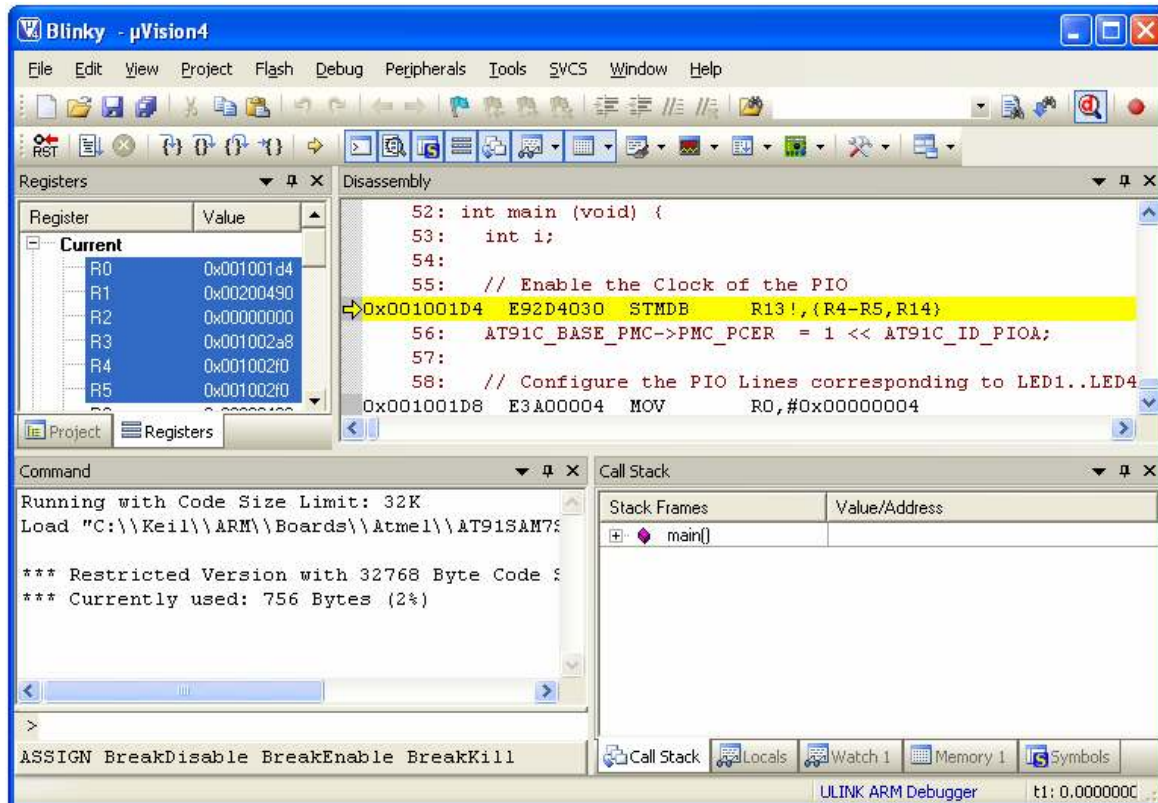 Blinky - µVision4
File Edit View Project Flash Debug Peripherals Tools SVCS Window Help
RST
Registers
Register Value
Current
R0 0x001001d4
R1 0x00200490
R2 0x00000000
R3 0x001002a8
R4 0x001002f0
R5 0x001002f0
Project Registers
Disassembly
52: int main (void) {
53: int i;
54:
55: // Enable the Clock of the PIO
0x001001D4 E92D4030 STMDB R13!,{R4-R5,R14}
56: AT91C_BASE_PMC->PMC_PCER = 1 << AT91C_ID_PIOA;
57:
58: // Configure the PIO Lines corresponding to LED1..LED4
0x001001D8 E3A00004 MOV R0,#0x00000004
Command
Running with Code Size Limit: 32K
Load "C:\\Keil\\ARM\\Boards\\Atmel\\AT91SAM7S
*** Restricted Version with 32768 Byte Code S
*** Currently used: 756 Bytes (2%)
>
ASSIGN BreakDisable BreakEnable BreakKill
Call Stack
Stack Frames Value/Address
main()
Call Stack Locals Watch 1 Memory 1 Symbols
ULINK ARM Debugger t1: 0.0000000